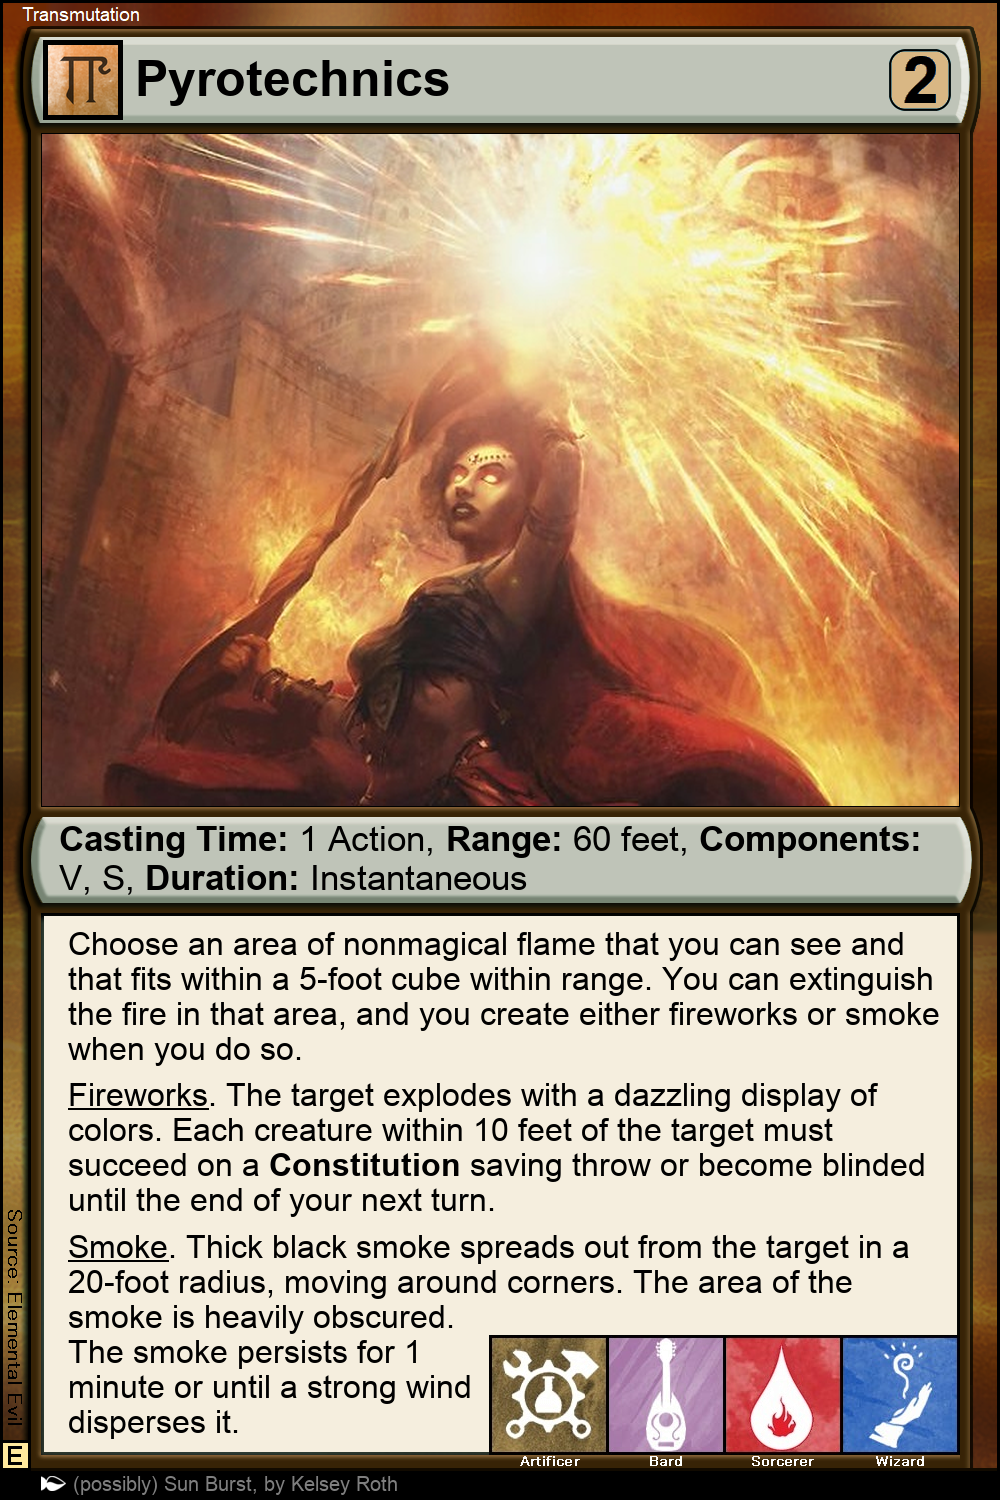 Transmutation
Pyrotechnics
2
Casting Time: 1 Action, Range: 60 feet, Components:
V, S, Duration: Instantaneous
Choose an area of nonmagical flame that you can see and
that fits within a 5-foot cube within range. You can extinguish
the fire in that area, and you create either fireworks or smoke
when you do so.
Fireworks. The target explodes with a dazzling display of
colors. Each creature within 10 feet of the target must
succeed on a Constitution saving throw or become blinded
until the end of your next turn.
Smoke. Thick black smoke spreads out from the target in a
20-foot radius, moving around corners. The area of the
smoke is heavily obscured.
The smoke persists for 1
minute or until a strong wind
disperses it.
Artificer
Bard
Sorcerer
Wizard
Source: Elemental Evil
E
(possibly) Sun Burst, by Kelsey Roth